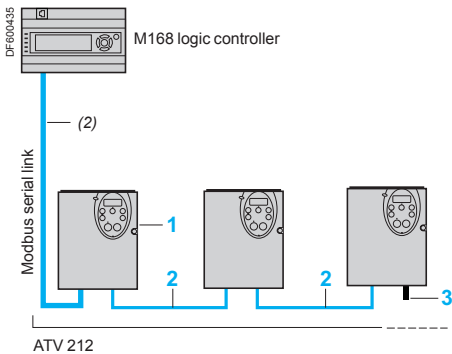 DF600435
M168 logic controller
(2)
Modbus serial link
1
2
2
3
ATV 212